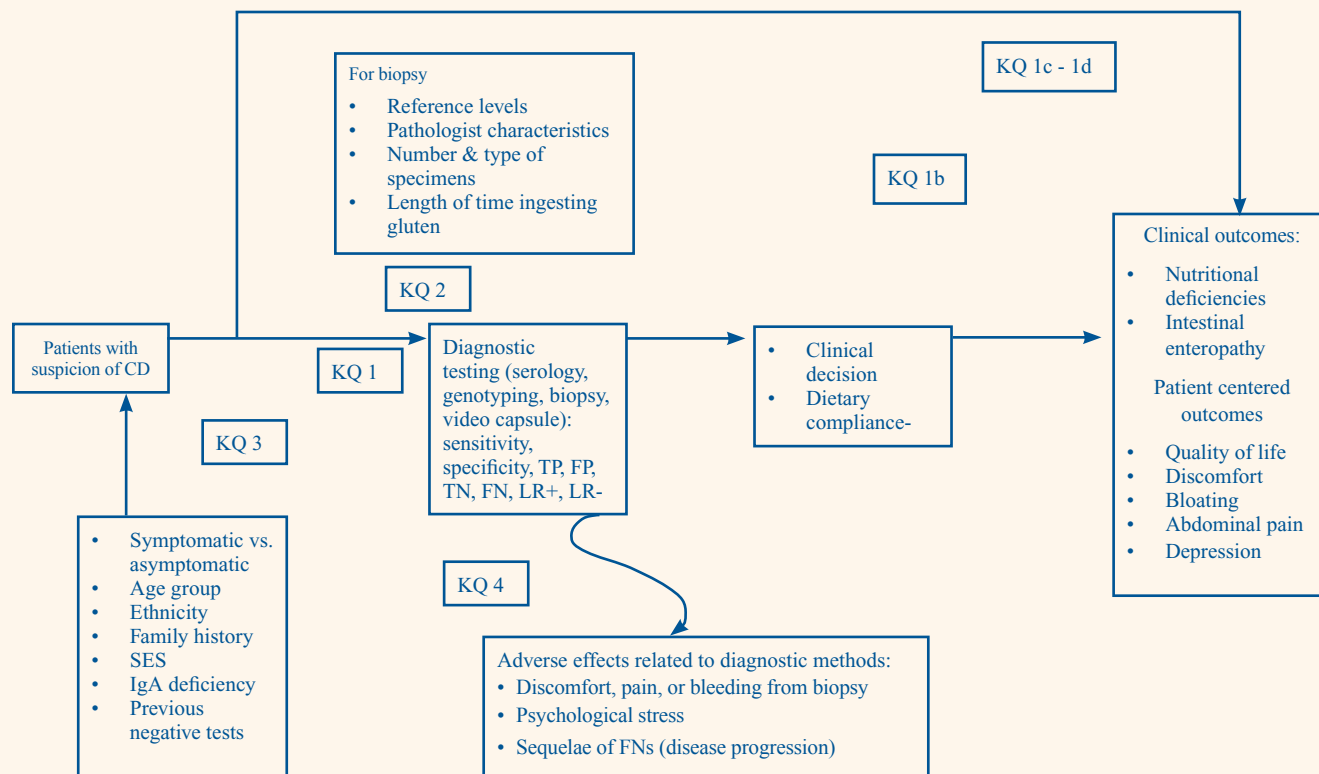 KQ 1c - 1d
For biopsy
• Reference levels
• Pathologist characteristics
• Number & type of
specimens
• Length of time ingesting
gluten
KQ 1b
KQ 2
Patients with
suspicion of CD
KQ 1
KQ 3
Diagnostic
testing (serology,
genotyping, biopsy,
video capsule):
sensitivity,
specificity, TP, FP,
TN, FN, LR+, LR-
• Clinical
decision
• Dietary
compliance-
Clinical outcomes:
• Nutritional
deficiencies
• Intestinal
enteropathy
Patient centered
outcomes
• Quality of life
• Discomfort
• Bloating
• Abdominal pain
• Depression
• Symptomatic vs.
asymptomatic
• Age group
• Ethnicity
• Family history
• SES
• IgA deficiency
• Previous
negative tests
KQ 4
Adverse effects related to diagnostic methods:
• Discomfort, pain, or bleeding from biopsy
• Psychological stress
• Sequelae of FNs (disease progression)